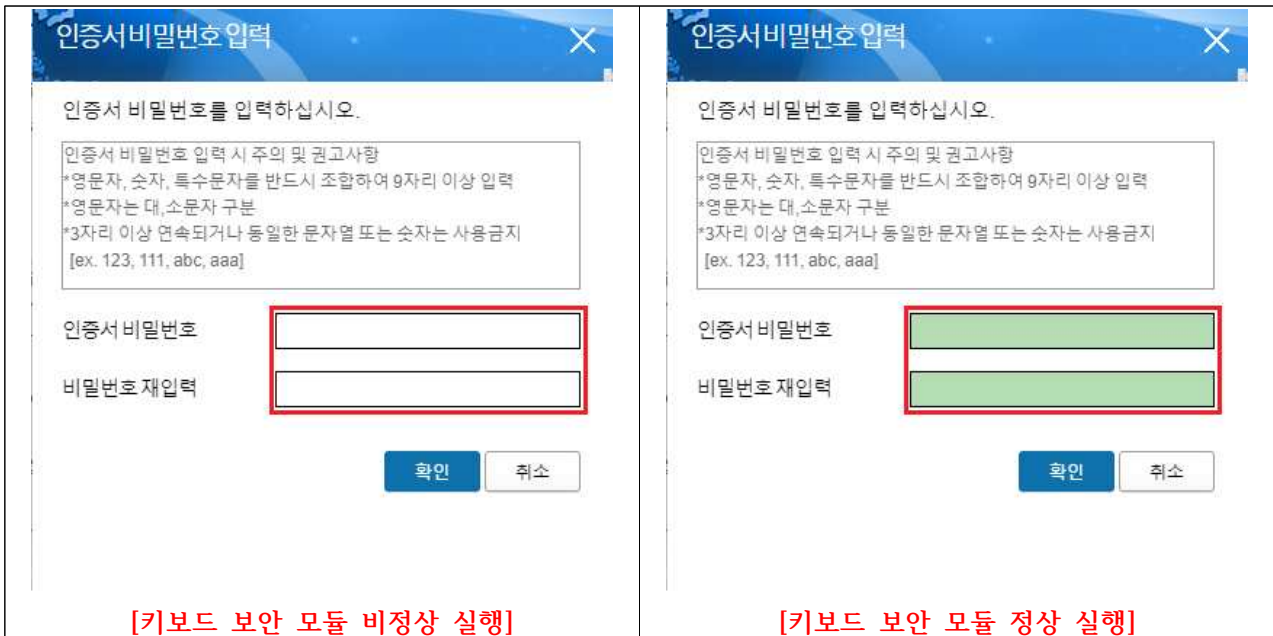 인증서비밀번호입력
인증서 비밀번호를 입력하십시오.
인증서 비밀번호 입력 시 주의 및 권고사항
*영문자, 숫자, 특수문자를 반드시 조합하여 9자리 이상 입력
*영문자는 대,소문자 구분
*3자리 이상 연속되거나 동일한 문자열 또는 숫자는 사용금지
[ex. 123, 111, abc, aaa]
인증서 비밀번호
비밀번호 재입력
확인 취소
[키보드 보안 모듈 비정상 실행]
인증서비밀번호입력
인증서 비밀번호를 입력하십시오.
인증서 비밀번호 입력 시 주의 및 권고사항
*영문자, 숫자, 특수문자를 반드시 조합하여 9자리 이상 입력
*영문자는 대,소문자 구분
*3자리 이상 연속되거나 동일한 문자열 또는 숫자는 사용금지
[ex. 123, 111, abc, aaa]
인증서 비밀번호
비밀번호 재입력
확인 취소
[키보드 보안 모듈 정상 실행]